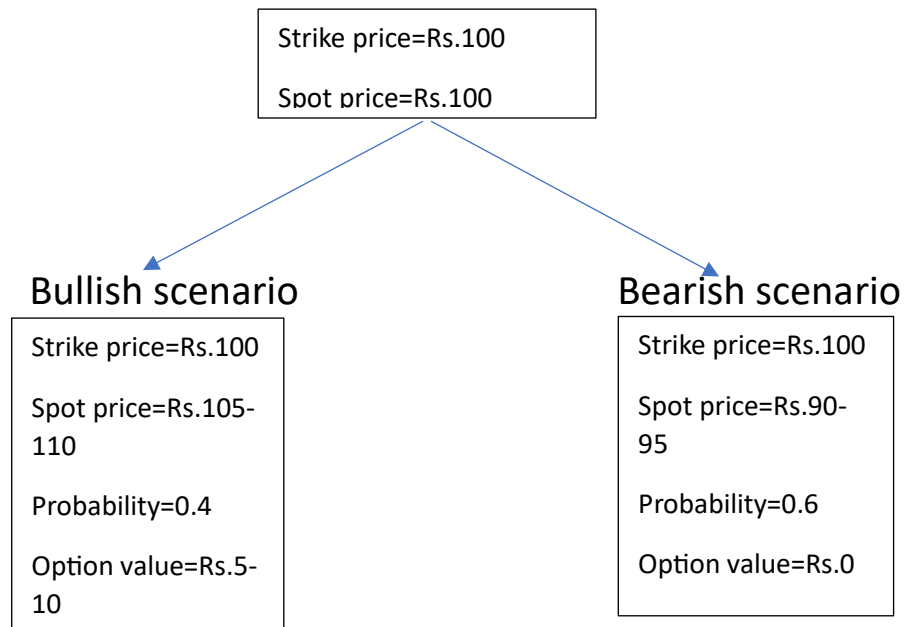 Strike price=Rs.100
Spot price=Rs.100
Bullish scenario
Strike price=Rs.100
Spot price=Rs.105-
110
Probability=0.4
Option value=Rs.5-
10
Bearish scenario
Strike price=Rs.100
Spot price=Rs.90-
95
Probability=0.6
Option value=Rs.0